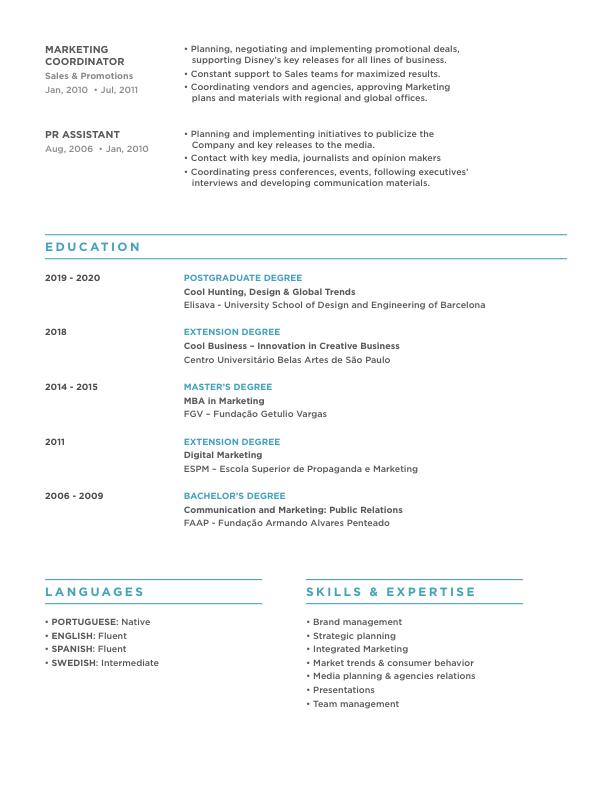 MARKETING
COORDINATOR
Sales & Promotions
Jan, 2010 • Jul, 2011
• Planning, negotiating and implementing promotional deals,
supporting Disney's key releases for all lines of business.
• Constant support to Sales teams for maximized results.
• Coordinating vendors and agencies, approving Marketing
plans and materials with regional and global offices.
PR ASSISTANT
Aug, 2006 • Jan, 2010
• Planning and implementing initiatives to publicize the
Company and key releases to the media.
• Contact with key media, journalists and opinion makers
• Coordinating press conferences, events, following executives'
interviews and developing communication materials.
EDUCATION
2019 - 2020
POSTGRADUATE DEGREE
Cool Hunting, Design & Global Trends
Elisava - University School of Design and Engineering of Barcelona
2018
EXTENSION DEGREE
Cool Business – Innovation in Creative Business
Centro Universitário Belas Artes de São Paulo
2014 - 2015
MASTER'S DEGREE
MBA in Marketing
FGV – Fundação Getulio Vargas
2011
EXTENSION DEGREE
Digital Marketing
ESPM – Escola Superior de Propaganda e Marketing
2006 - 2009
BACHELOR'S DEGREE
Communication and Marketing: Public Relations
FAAP - Fundação Armando Alvares Penteado
LANGUAGES
• PORTUGUESE: Native
• ENGLISH: Fluent
• SPANISH: Fluent
• SWEDISH: Intermediate
SKILLS & EXPERTISE
• Brand management
• Strategic planning
• Integrated Marketing
• Market trends & consumer behavior
• Media planning & agencies relations
• Presentations
• Team management